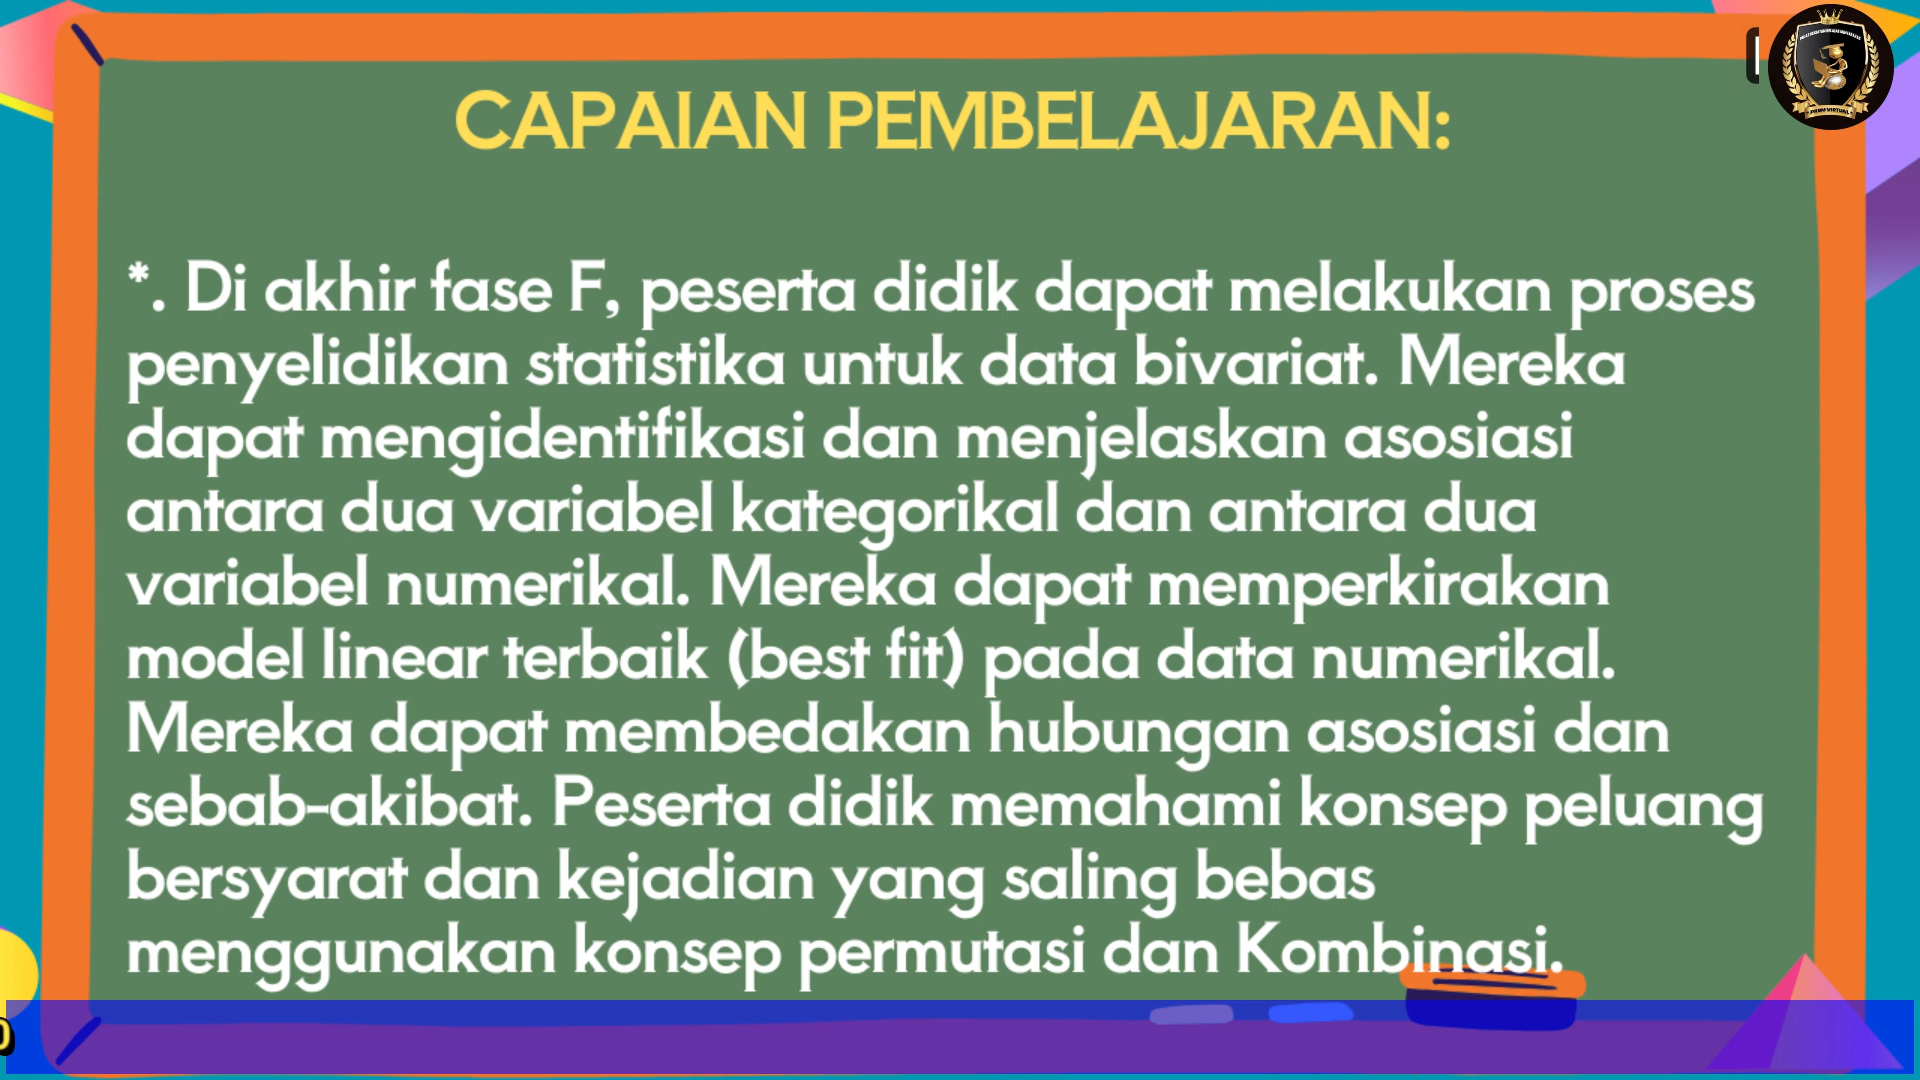 CAPAIAN PEMBELAJARAN:
*. Di akhir fase F, peserta didik dapat melakukan proses
penyelidikan statistika untuk data bivariat. Mereka
dapat mengidentifikasi dan menjelaskan asosiasi
antara dua variabel kategorikal dan antara dua
variabel numerikal. Mereka dapat memperkirakan
model linear terbaik (best fit) pada data numerikal.
Mereka dapat membedakan hubungan asosiasi dan
sebab-akibat. Peserta didik memahami konsep peluang
bersyarat dan kejadian yang saling bebas
menggunakan konsep permutasi dan Kombinasi.